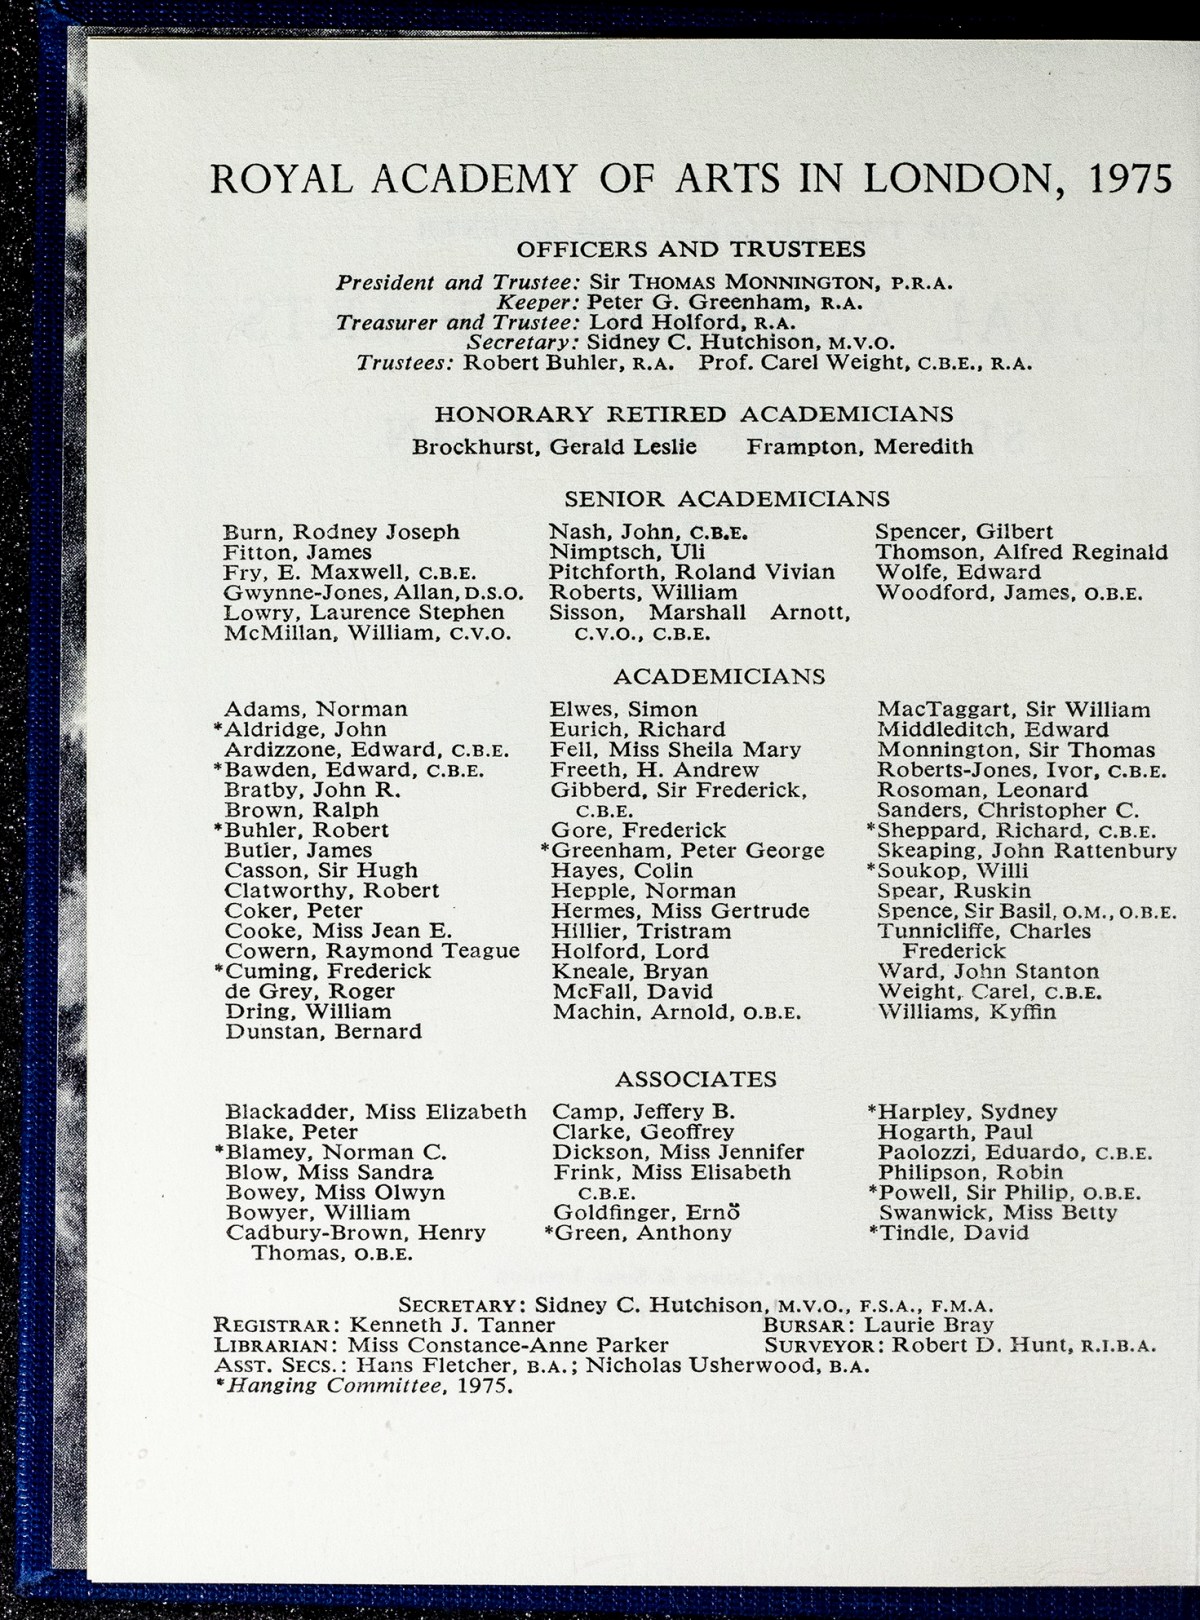 ROYAL ACADEMY OF ARTS IN LONDON, 1975
OFFICERS AND TRUSTEES
President and Trustee: Sir THOMAS MONNINGTON, P.R.A.
Keeper: Peter G. Greenham, R.A.
Treasurer and Trustee: Lord Holford, R.A.
Secretary: Sidney C. Hutchison, M.V.O.
Trustees: Robert Buhler, R.A. Prof. Carel Weight, C.B.E., R.A.
HONORARY RETIRED ACADEMICIANS
Brockhurst, Gerald Leslie Frampton, Meredith
SENIOR ACADEMICIANS
Burn, Rodney Joseph
Fitton, James
Fry, E. Maxwell, C.B.E.
Gwynne-Jones, Allan, D.S.O.
Lowry, Laurence Stephen
McMillan, William, C.V.O.
Nash, John, C.B.E.
Nimptsch, Uli
Pitchforth, Roland Vivian
Roberts, William
Sisson, Marshall Arnott,
C.V.O., C.B.E.
Spencer, Gilbert
Thomson, Alfred Reginald
Wolfe, Edward
Woodford, James, O.B.E.
ACADEMICIANS
Adams, Norman
*Aldridge, John
Ardizzone, Edward, C.B.E.
*Bawden, Edward, C.B.E.
Bratby, John R.
Brown, Ralph
*Buhler, Robert
Butler, James
Casson, Sir Hugh
Clatworthy, Robert
Coker, Peter
Cooke, Miss Jean E.
Cowern, Raymond Teague
*Cuming, Frederick
de Grey, Roger
Dring, William
Dunstan, Bernard
Elwes, Simon
Eurich, Richard
Fell, Miss Sheila Mary
Freeth, H. Andrew
Gibberd, Sir Frederick,
C.B.E.
Gore, Frederick
*Greenham, Peter George
Hayes, Colin
Hepple, Norman
Hermes, Miss Gertrude
Hillier, Tristram
Holford, Lord
Kneale, Bryan
McFall, David
Machin, Arnold, O.B.E.
MacTaggart, Sir William
Middleditch, Edward
Monnington, Sir Thomas
Roberts-Jones, Ivor, C.B.E.
Rosoman, Leonard
Sanders, Christopher C.
*Sheppard, Richard, C.B.E.
Skeaping, John Rattenbury
*Soukop, Willi
Spear, Ruskin
Spence, Sir Basil, O.M., O.B.E.
Tunnicliffe, Charles
Frederick
Ward, John Stanton
Weight, Carel, C.B.E.
Williams, Kyffin
ASSOCIATES
Blackadder, Miss Elizabeth
Blake, Peter
*Blamey, Norman C.
Blow, Miss Sandra
Bowey, Miss Olwyn
Bowyer, William
Cadbury-Brown, Henry
Thomas, O.B.E.
Camp, Jeffery B.
Clarke, Geoffrey
Dickson, Miss Jennifer
Frink, Miss Elisabeth
C.B.E.
Goldfinger, Ernö
*Green, Anthony
*Harpley, Sydney
Hogarth, Paul
Paolozzi, Eduardo, C.B.E.
Philipson, Robin
*Powell, Sir Philip, O.B.E.
Swanwick, Miss Betty
*Tindle, David
SECRETARY: Sidney C. Hutchison, M.V.O., F.S.A., F.M.A.
REGISTRAR: Kenneth J. Tanner BURSAR: Laurie Bray
LIBRARIAN: Miss Constance-Anne Parker SURVEYOR: Robert D. Hunt, R.I.B.A.
ASST. SECS.: Hans Fletcher, B.A.; Nicholas Usherwood, B.A.
*Hanging Committee, 1975.